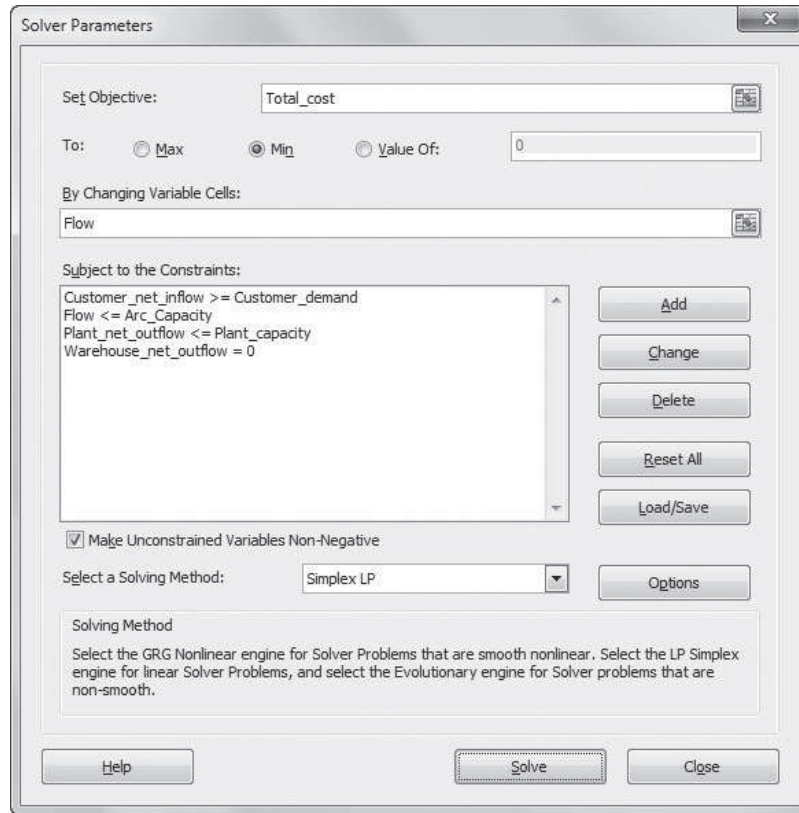 Solver Parameters
x
Set Objective:
Total_cost
To:
Max
Min
Value Of:
0
By Changing Variable Cells:
Flow
Subject to the Constraints:
Customer_net_inflow >= Customer_demand
Flow <= Arc_Capacity
Plant_net_outflow <= Plant_capacity
Warehouse_net_outflow = 0
Add
Change
Delete
Reset All
Load/Save
Make Unconstrained Variables Non-Negative
Select a Solving Method:
Simplex LP
Options
Solving Method
Select the GRG Nonlinear engine for Solver Problems that are smooth nonlinear. Select the LP Simplex
engine for linear Solver Problems, and select the Evolutionary engine for Solver problems that are
non-smooth.
Help
Solve
Close